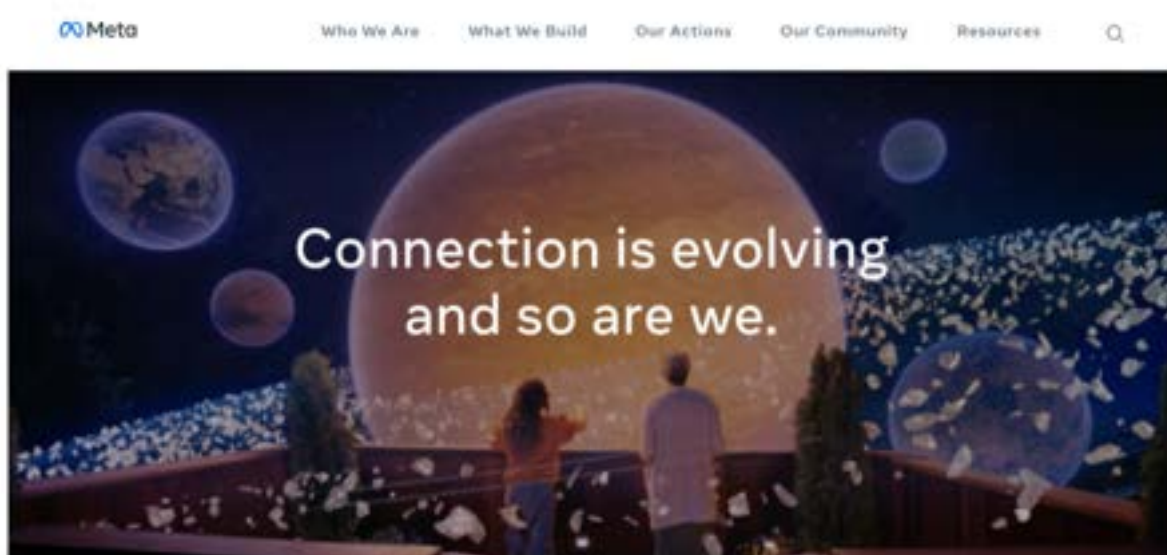 Meta
Who We Are
What We Build
Our Actions
Our Community
Resources
Connection is evolving
and so are we.